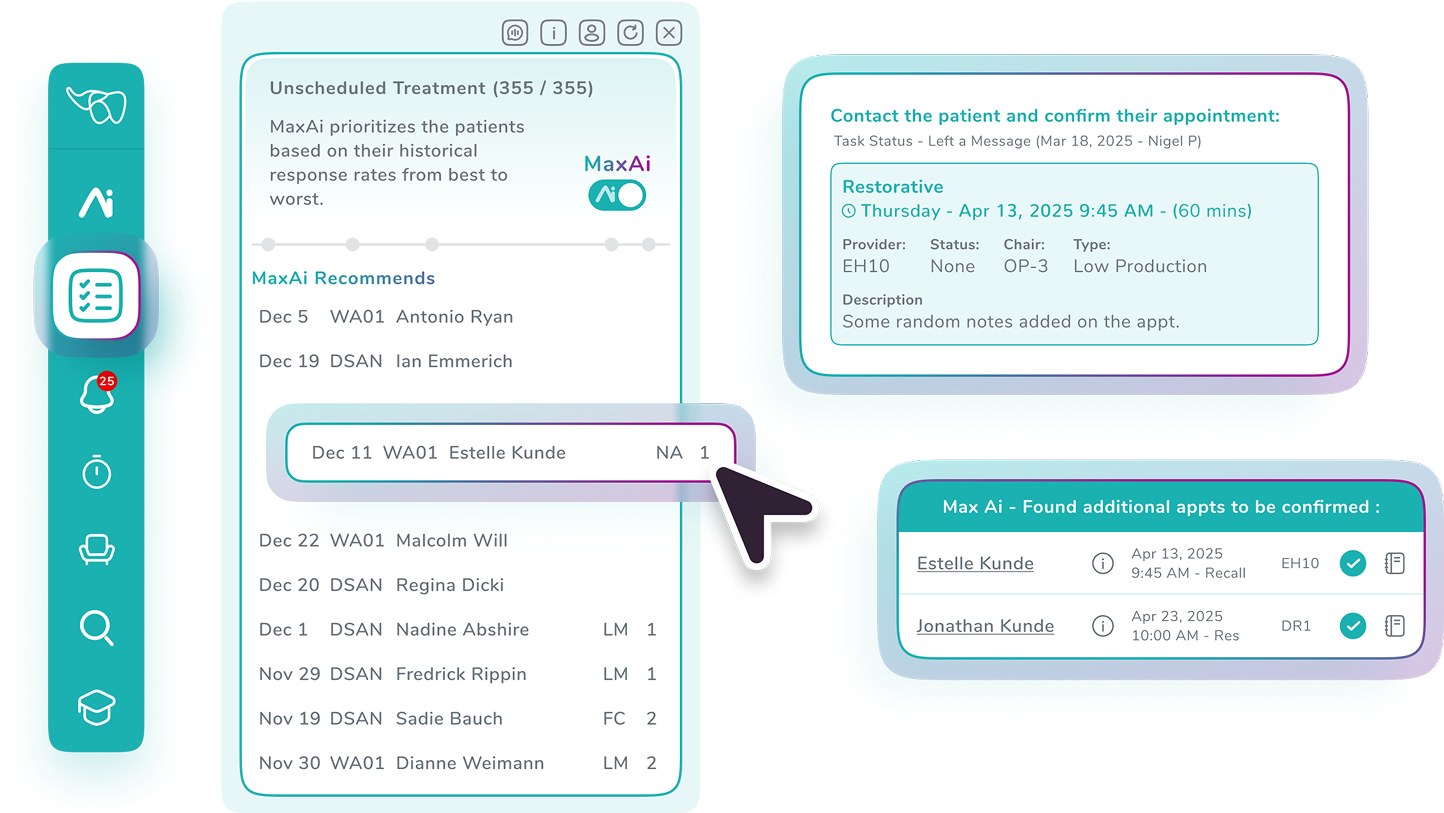 Unscheduled Treatment (355 / 355)
MaxAi prioritizes the patients
based on their historical
response rates from best to
worst.
MaxAi
Ai
MaxAi Recommends
Dec 5 WA01 Antonio Ryan
Dec 19 DSAN Ian Emmerich
Dec 11 WA01 Estelle Kunde NA 1
Dec 22 WA01 Malcolm Will
Dec 20 DSAN Regina Dicki
Dec 1 DSAN Nadine Abshire LM 1
Nov 29 DSAN Fredrick Rippin LM 1
Nov 19 DSAN Sadie Bauch FC 2
Nov 30 WA01 Dianne Weimann LM 2
Ai
25
Contact the patient and confirm their appointment:
Task Status - Left a Message (Mar 18, 2025 - Nigel P)
Restorative
Thursday - Apr 13, 2025 9:45 AM - (60 mins)
Provider: Status: Chair: Type:
EH10 None OP-3 Low Production
Description
Some random notes added on the appt.
Max Ai - Found additional appts to be confirmed :
Estelle Kunde Apr 13, 2025 EH10
9:45 AM - Recall
Jonathan Kunde Apr 23, 2025 DR1
10:00 AM - Res